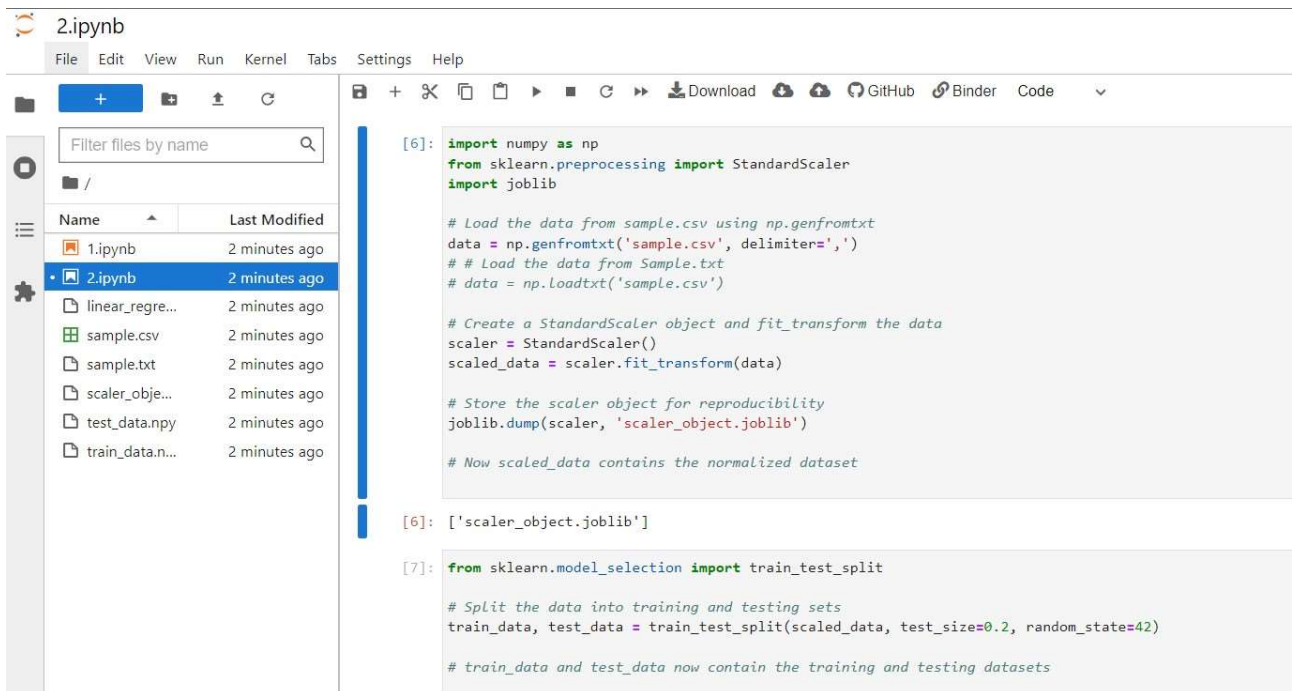 2.ipynb
File Edit View Run Kernel Tabs Settings Help
+
Download GitHub Binder Code
Filter files by name
/
Name Last Modified
1.ipynb 2 minutes ago
2.ipynb 2 minutes ago
linear_regre... 2 minutes ago
sample.csv 2 minutes ago
sample.txt 2 minutes ago
scaler_obje... 2 minutes ago
test_data.npy 2 minutes ago
train_data.n... 2 minutes ago
[6]: import numpy as np
from sklearn.preprocessing import StandardScaler
import joblib
# Load the data from sample.csv using np.genfromtxt
data = np.genfromtxt('sample.csv', delimiter=',')
# # Load the data from Sample.txt
# data = np.loadtxt('sample.csv')
# Create a StandardScaler object and fit_transform the data
scaler = StandardScaler()
scaled_data = scaler.fit_transform(data)
# Store the scaler object for reproducibility
joblib.dump(scaler, 'scaler_object.joblib')
# Now scaled_data contains the normalized dataset
[6]: ['scaler_object.joblib']
[7]: from sklearn.model_selection import train_test_split
# Split the data into training and testing sets
train_data, test_data = train_test_split(scaled_data, test_size=0.2, random_state=42)
# train_data and test_data now contain the training and testing datasets